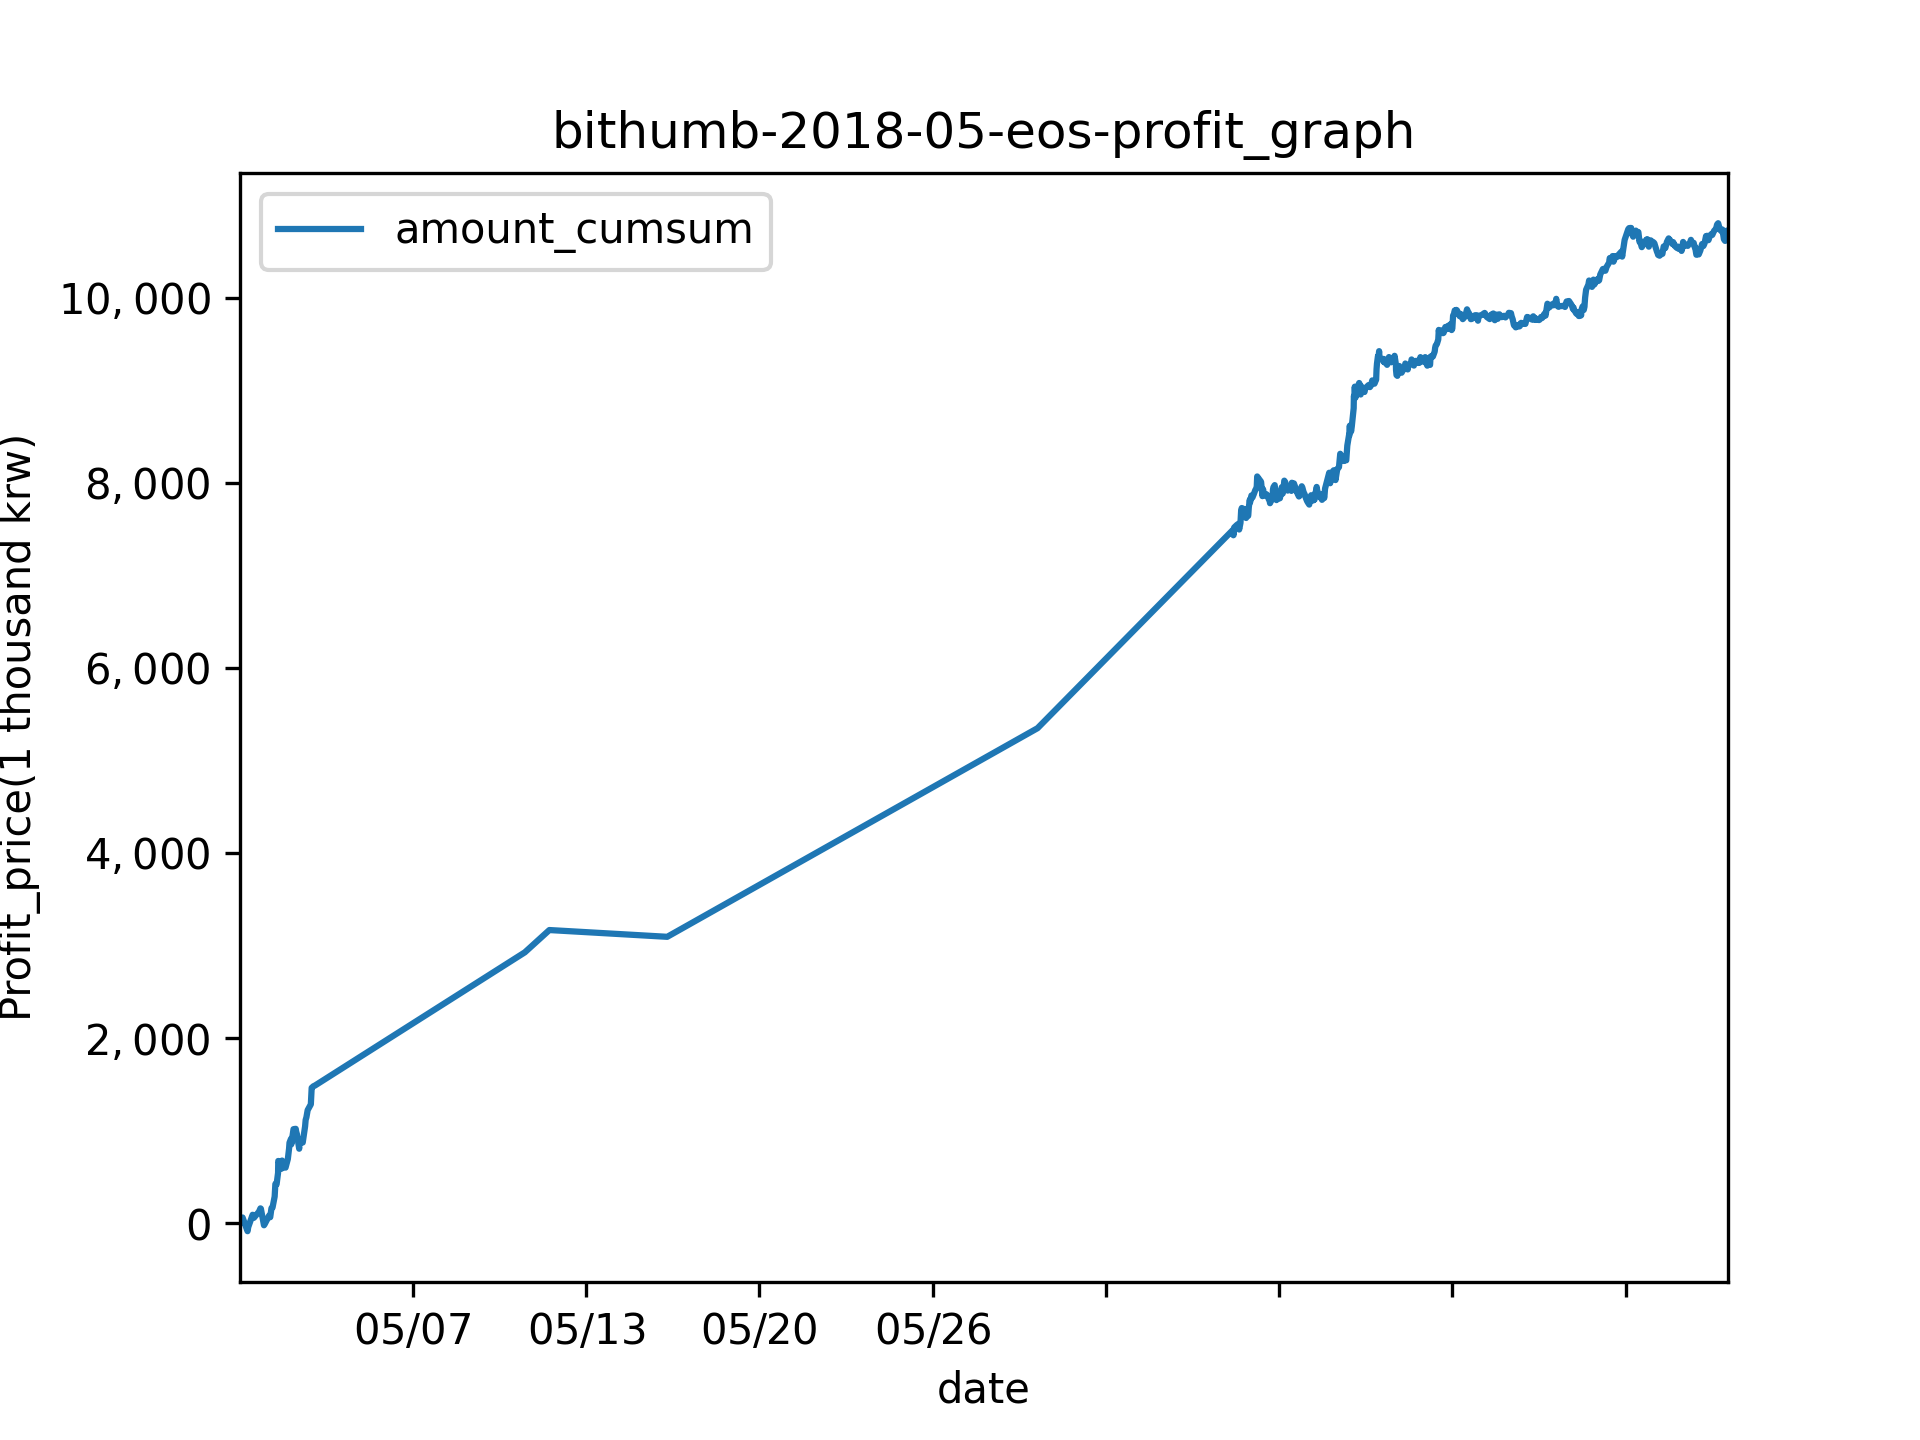 bithumb-2018-05-eos-profit_graph
amount_cumsum
10,000
8,000
6,000
4,000
2,000
0
Profit_price(1 thousand krw)
05/07 05/13 05/20 05/26
date